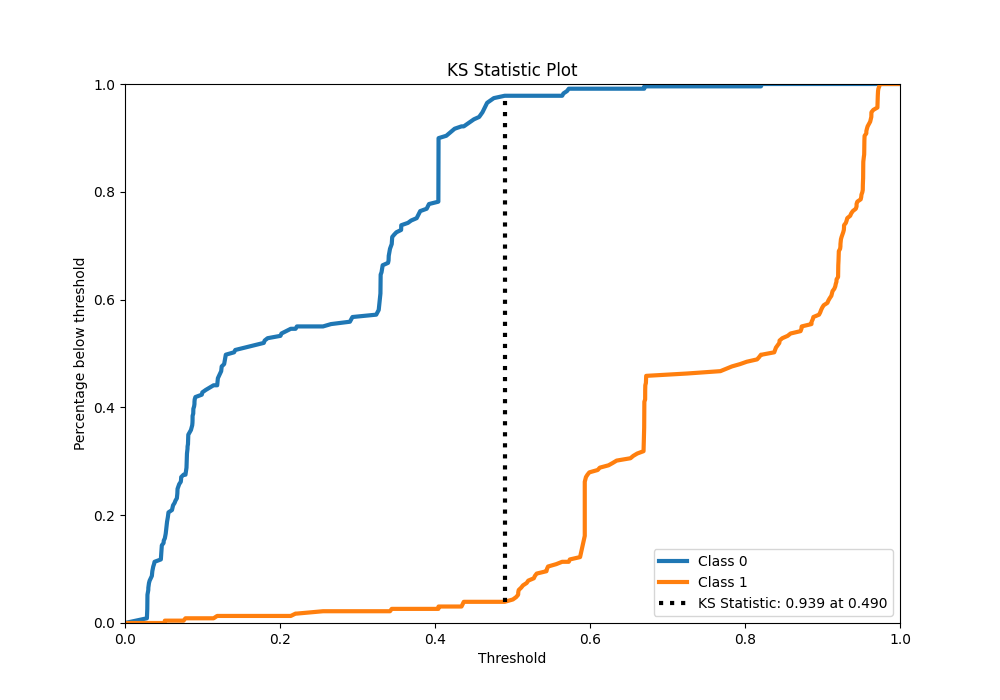 KS Statistic Plot
1.0
0.8
0.6
0.4
0.2
0.0
Percentage below threshold
0.0 0.2 0.4 0.6 0.8 1.0
Threshold
Class 0
Class 1
KS Statistic: 0.939 at 0.490